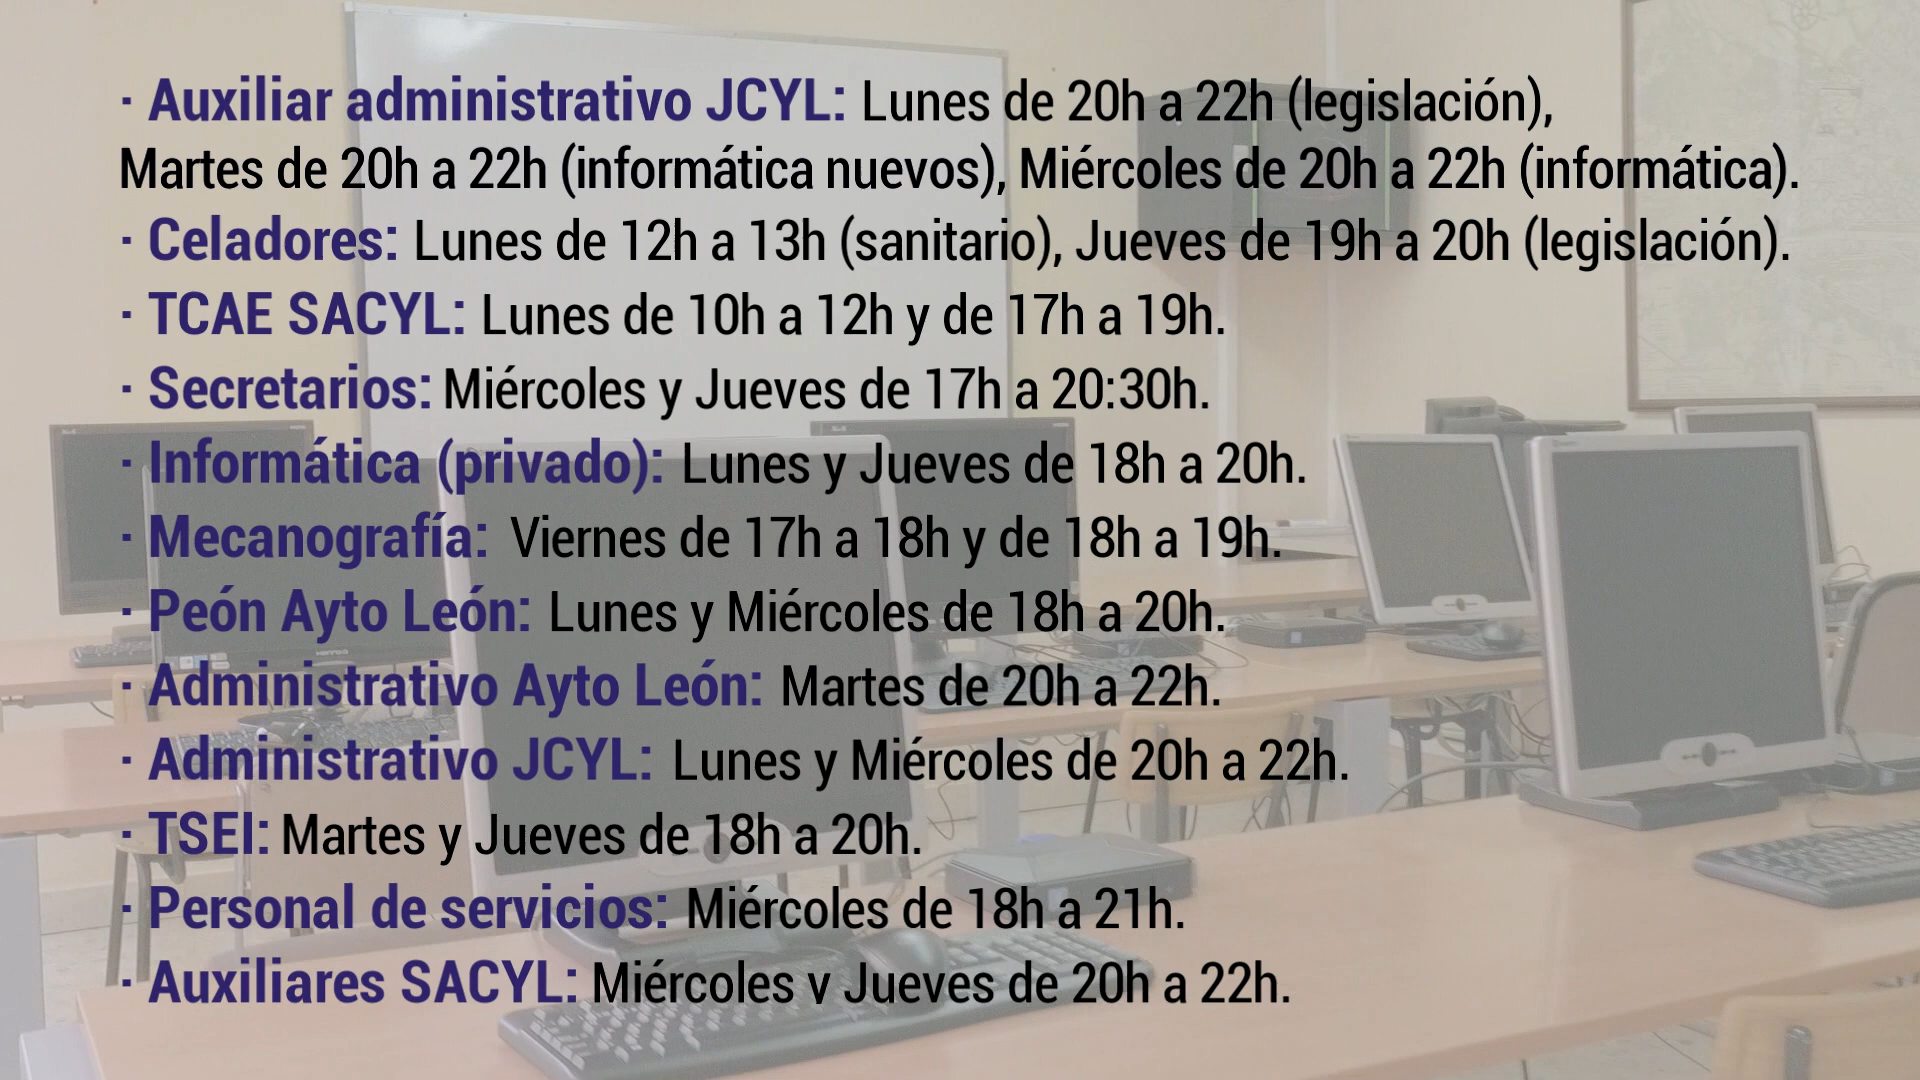 · Auxiliar administrativo JCYL: Lunes de 20h a 22h (legislación),
Martes de 20h a 22h (informática nuevos), Miércoles de 20h a 22h (informática).
· Celadores: Lunes de 12h a 13h (sanitario), Jueves de 19h a 20h (legislación).
· TCAE SACYL: Lunes de 10h a 12h y de 17h a 19h.
· Secretarios: Miércoles y Jueves de 17h a 20:30h.
· Informática (privado): Lunes y Jueves de 18h a 20h.
· Mecanografía: Viernes de 17h a 18h y de 18h a 19h.
· Peón Ayto León: Lunes y Miércoles de 18h a 20h.
· Administrativo Ayto León: Martes de 20h a 22h.
· Administrativo JCYL: Lunes y Miércoles de 20h a 22h.
· TSEI: Martes y Jueves de 18h a 20h.
· Personal de servicios: Miércoles de 18h a 21h.
· Auxiliares SACYL: Miércoles y Jueves de 20h a 22h.